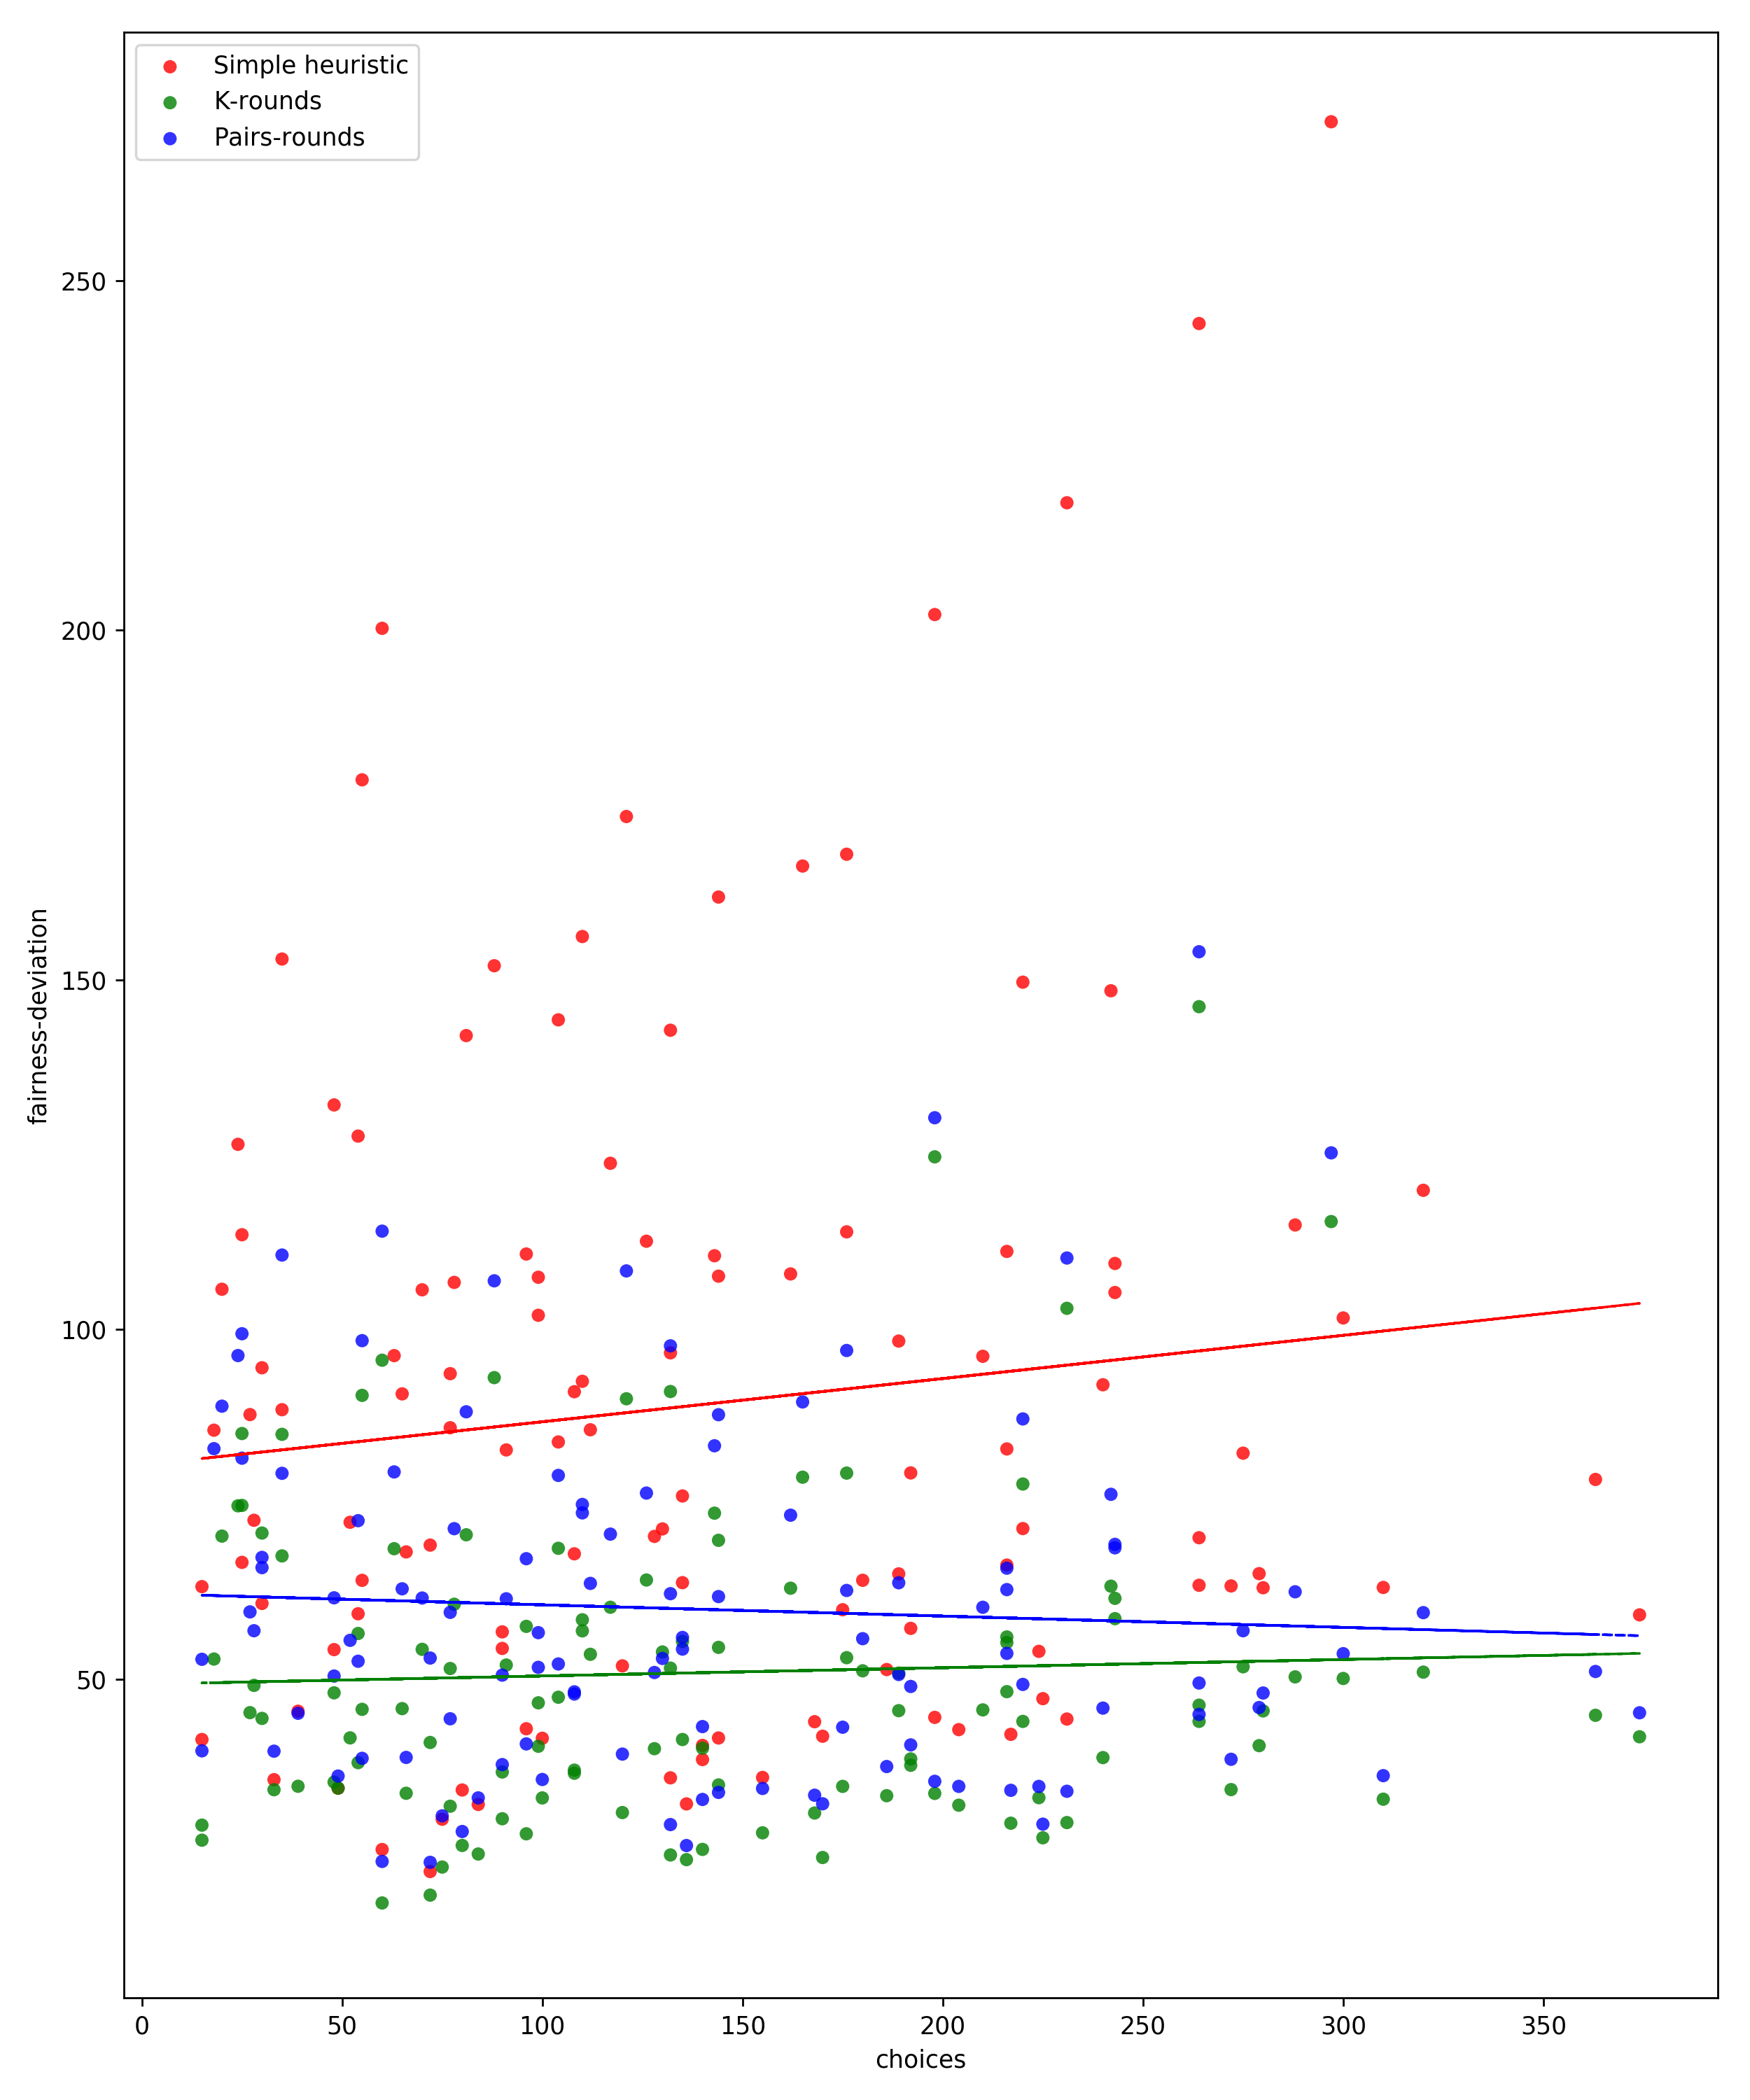 Simple heuristic
K-rounds
Pairs-rounds
250
200
150
100
50
fairness-deviation
0 50 100 150 200 250 300 350
choices